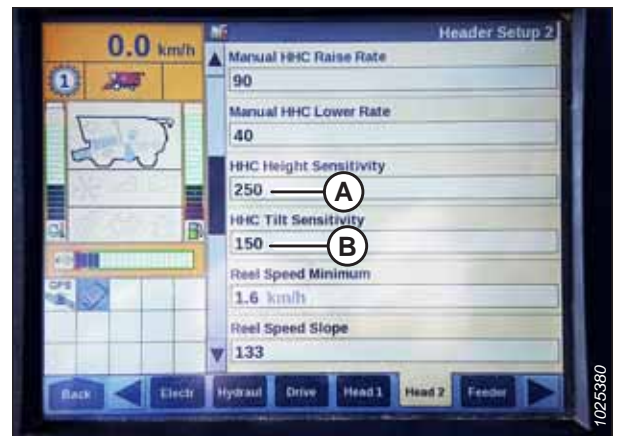 0.0 km/h
Header Setup 2
1
Manual HHC Raise Rate
90
Manual HHC Lower Rate
40
HHC Height Sensitivity
250
A
HHC Tilt Sensitivity
150
B
Reel Speed Minimum
1.6 km/h
Reel Speed Slope
133
GPS
Back
Electr
Hydraul
Drive
Head 1
Head 2
Feeder
1025380